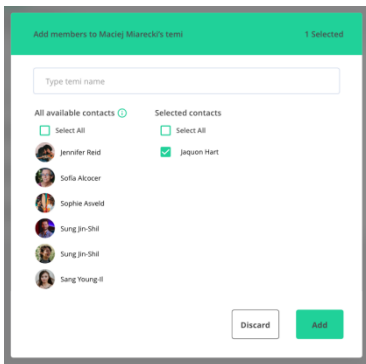 Add members to Maciej Miarecki's temi
1 Selected
Type temi name
All available contacts
Select All
Jennifer Reid
Sofía Alcocer
Sophie Asveld
Sung Jin-Shil
Sung Jin-Shil
Sang Young-Il
Selected contacts
Select All
Jaquon Hart
Discard
Add